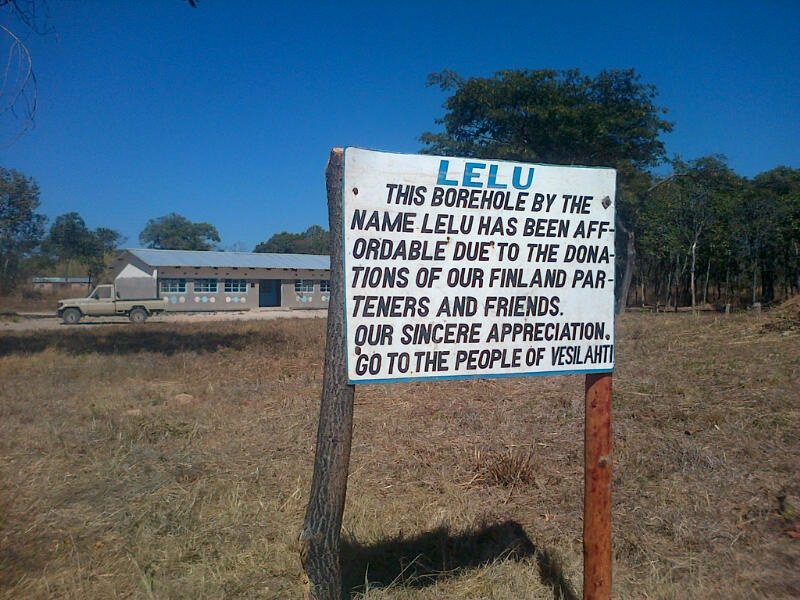 LELU
THIS BOREHOLE BY THE
NAME LELU HAS BEEN AFF-
ORDABLE DUE TO THE DONA-
TIONS OF OUR FINLAND PAR-
TENERS AND FRIENDS.
OUR SINCERE APPRECIATION.
GO TO THE PEOPLE OF VESILAHTI